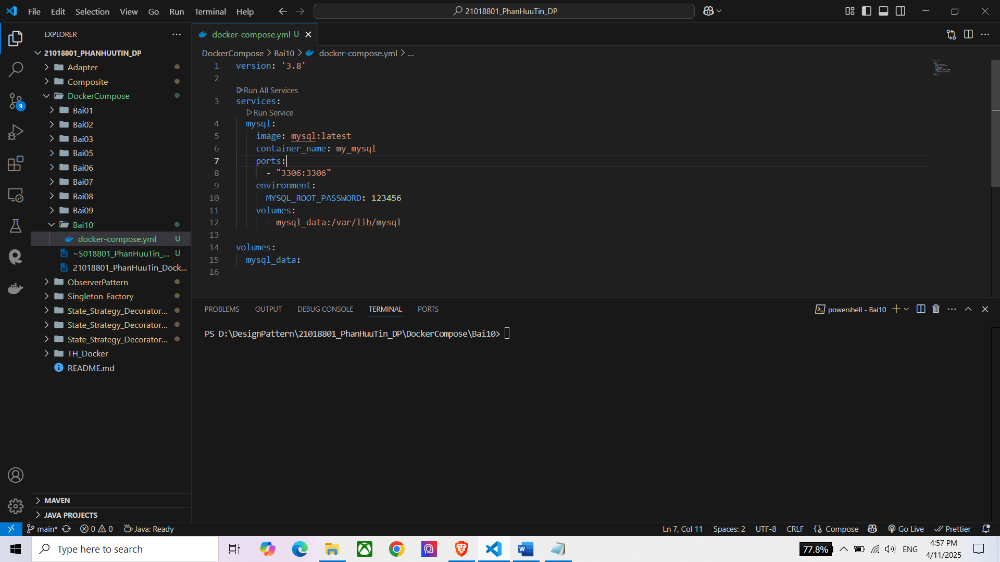 File Edit Selection View Go Run Terminal Help
21018801_PhanHuuTin_DP
EXPLORER
21018801_PHANHUUTIN_DP
Adapter
Composite
DockerCompose
Bai01
Bai02
Bai03
Bai05
Bai06
Bai07
Bai08
Bai09
Bai10
docker-compose.yml U
~$018801_PhanHuuTin_... U
21018801_PhanHuuTin_Dock...
ObserverPattern
Singleton_Factory
State_Strategy_Decorator...
State_Strategy_Decorator...
State_Strategy_Decorator...
TH_Docker
README.md
MAVEN
JAVA PROJECTS
9
docker-compose.yml U
DockerCompose > Bai10 > docker-compose.yml > ...
1 version: '3.8'
2
Run All Services
3 services:
Run Service
4 mysql:
5 image: mysql:latest
6 container_name: my_mysql
7 ports:
8 - "3306:3306"
9 environment:
10 MYSQL_ROOT_PASSWORD: 123456
11 volumes:
12 - mysql_data:/var/lib/mysql
13
14 volumes:
15 mysql_data:
16
PROBLEMS OUTPUT DEBUG CONSOLE TERMINAL PORTS
powershell - Bai10
PS D:\DesignPattern\21018801_PhanHuuTin_DP\DockerCompose\Bai10>
main* 0 0 Java: Ready
Ln 7, Col 11 Spaces: 2 UTF-8 CRLF Compose Go Live Prettier
Type here to search
77.8% ENG
4:57 PM
4/11/2025